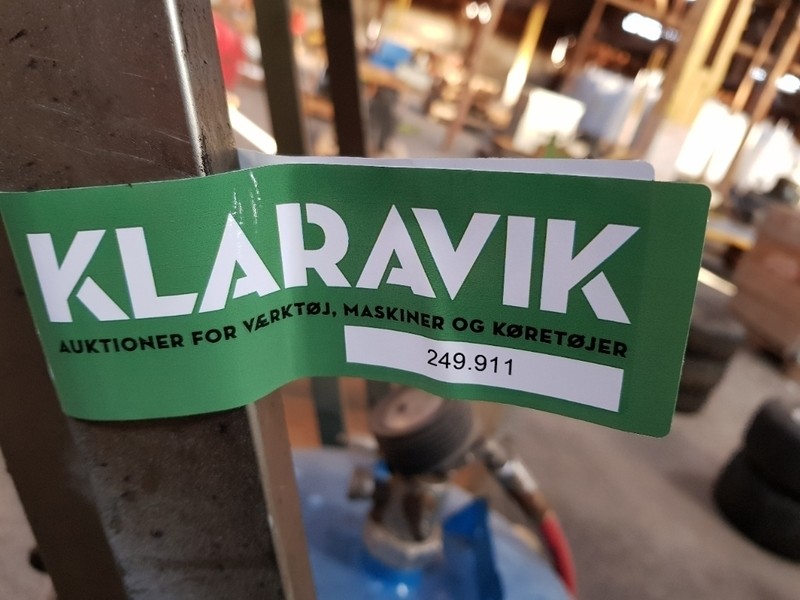 KLARAVIK
AUKTIONER FOR VÆRKTØJ, MASKINER OG KØRETØJER
249.911